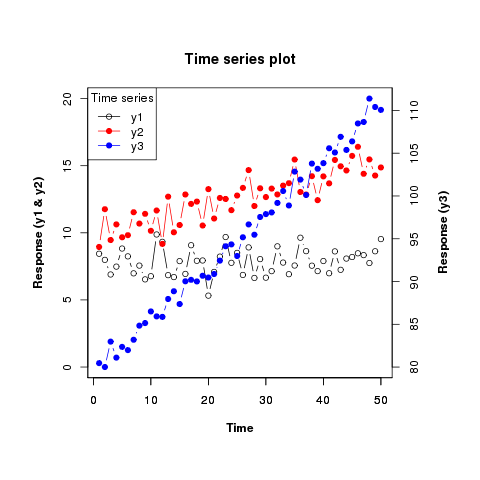 Time series plot
Time series
y1
y2
y3
Response (y1 & y2)
0
5
10
15
20
Response (y3)
80
85
90
95
100
105
110
0
10
20
30
40
50
Time